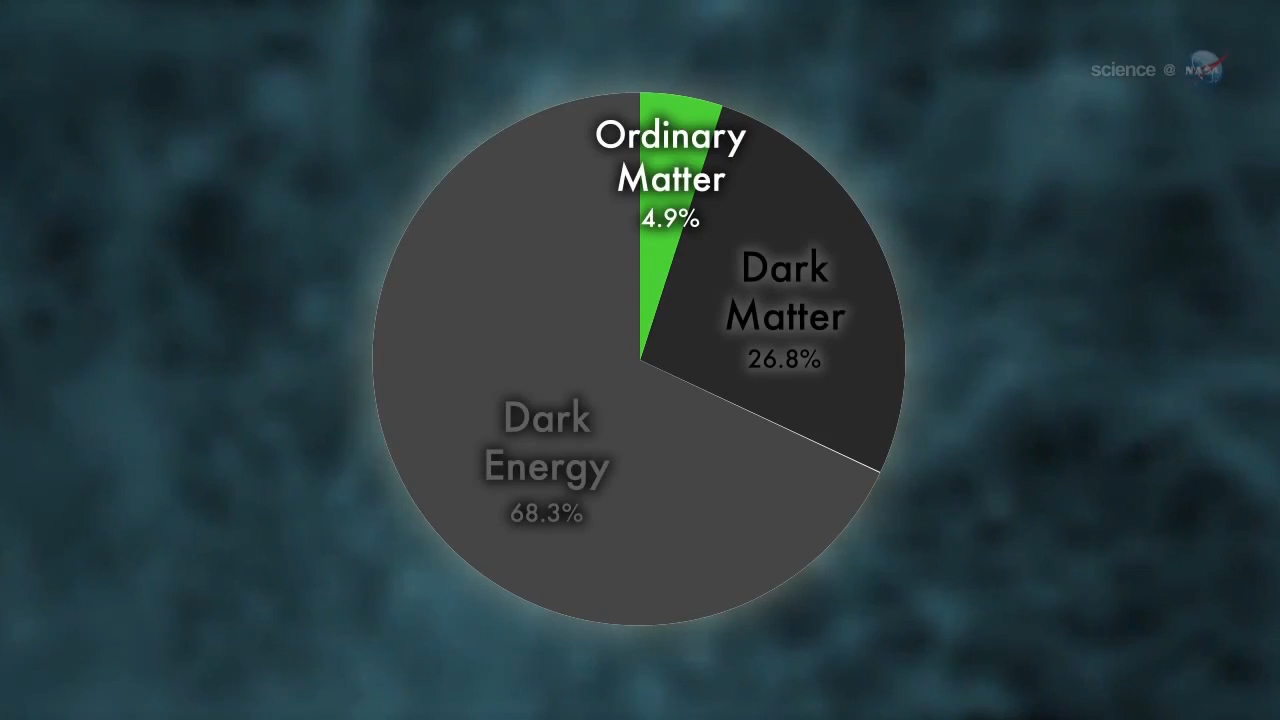 science @ NASA
Ordinary
Matter
4.9%
Dark
Matter
26.8%
Dark
Energy
68.3%